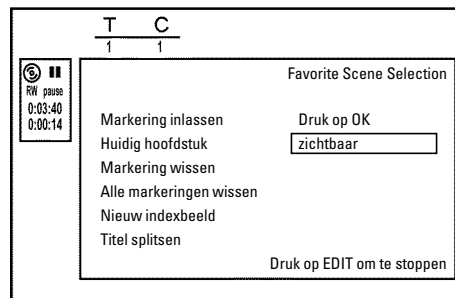 T C
1 1
RW pause
0:03:40
0:00:14
Favorite Scene Selection
Markering inlassen Druk op OK
Huidig hoofdstuk zichtbaar
Markering wissen
Alle markeringen wissen
Nieuw indexbeeld
Titel splitsen
Druk op EDIT om te stoppen